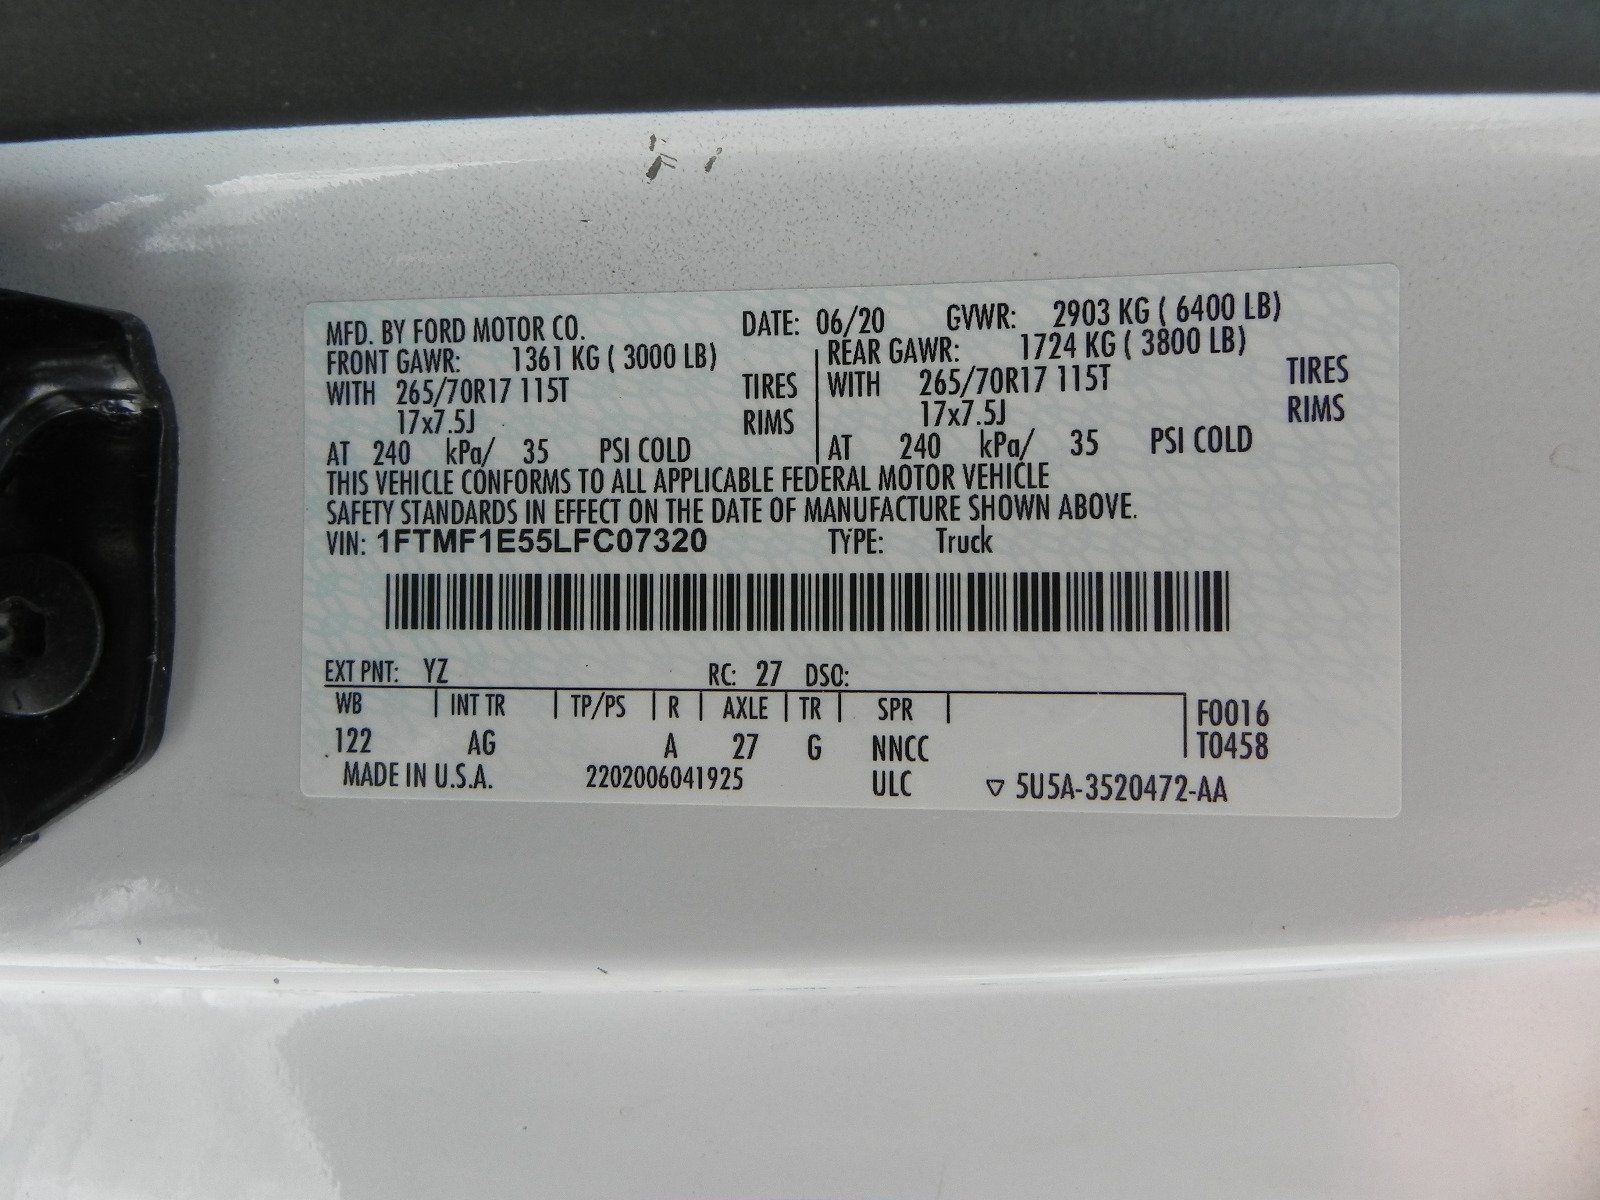 MFD. BY FORD MOTOR CO. DATE: 06/20 GVWR: 2903 KG ( 6400 LB)
FRONT GAWR: 1361 KG ( 3000 LB) REAR GAWR: 1724 KG ( 3800 LB)
WITH 265/70R17 115T TIRES WITH 265/70R17 115T TIRES
17x7.5J RIMS 17x7.5J RIMS
AT 240 kPa/ 35 PSI COLD AT 240 kPa/ 35 PSI COLD
THIS VEHICLE CONFORMS TO ALL APPLICABLE FEDERAL MOTOR VEHICLE
SAFETY STANDARDS IN EFFECT ON THE DATE OF MANUFACTURE SHOWN ABOVE.
VIN: 1FTMF1E55LFC07320 TYPE: Truck
EXT PNT: YZ RC: 27 DSO:
WB INT TR TP/PS R AXLE TR SPR F0016
122 AG A 27 G NNCC T0458
MADE IN U.S.A. 2202006041925 ULC ▽ 5U5A-3520472-AA